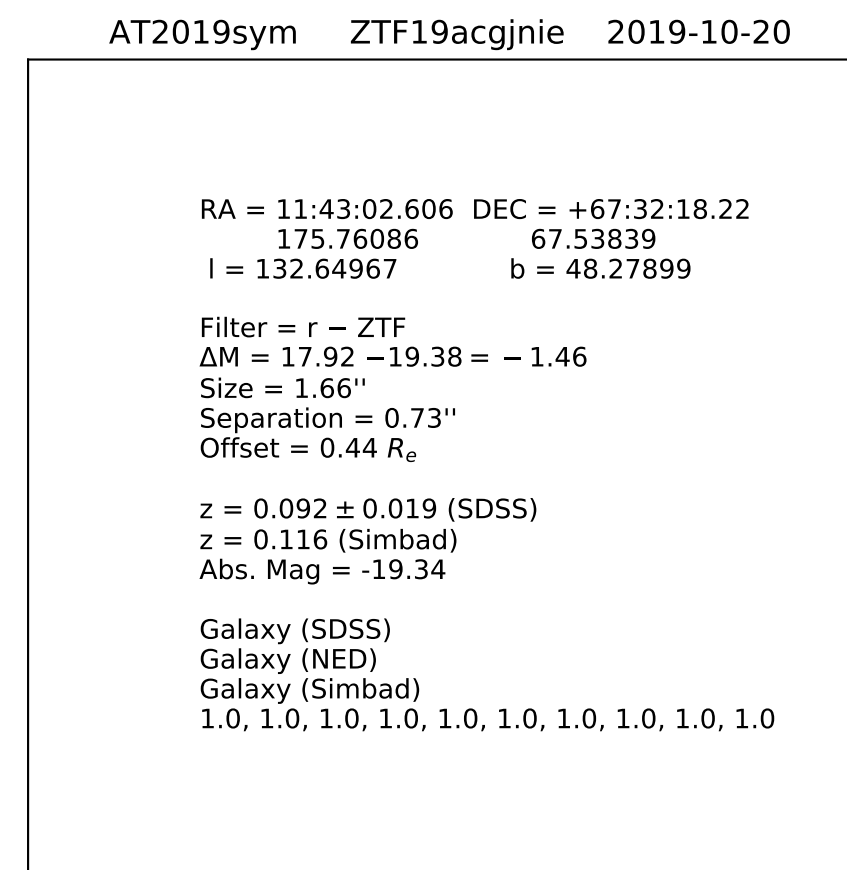 AT2019sym ZTF19acgjnie 2019-10-20
RA = 11:43:02.606 DEC = +67:32:18.22
175.76086 67.53839
l = 132.64967 b = 48.27899
Filter = r − ZTF
ΔM = 17.92 −19.38 = − 1.46
Size = 1.66''
Separation = 0.73''
Offset = 0.44 Re
z = 0.092 ± 0.019 (SDSS)
z = 0.116 (Simbad)
Abs. Mag = -19.34
Galaxy (SDSS)
Galaxy (NED)
Galaxy (Simbad)
1.0, 1.0, 1.0, 1.0, 1.0, 1.0, 1.0, 1.0, 1.0, 1.0